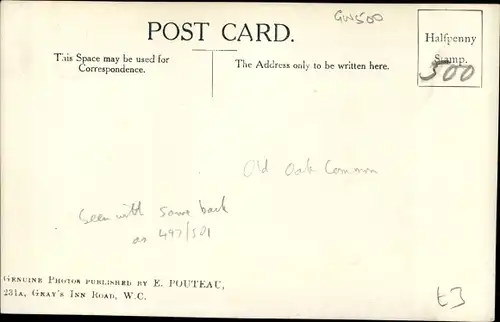 GW500
POST CARD.
This Space may be used for
Correspondence.
The Address only to be written here.
Halfpenny
Stamp.
500
Old Oak Common
Seen with same back
as 497/501
GENUINE PHOTOS PUBLISHED BY E. POUTEAU,
231A, GRAY'S INN ROAD, W.C.
£3